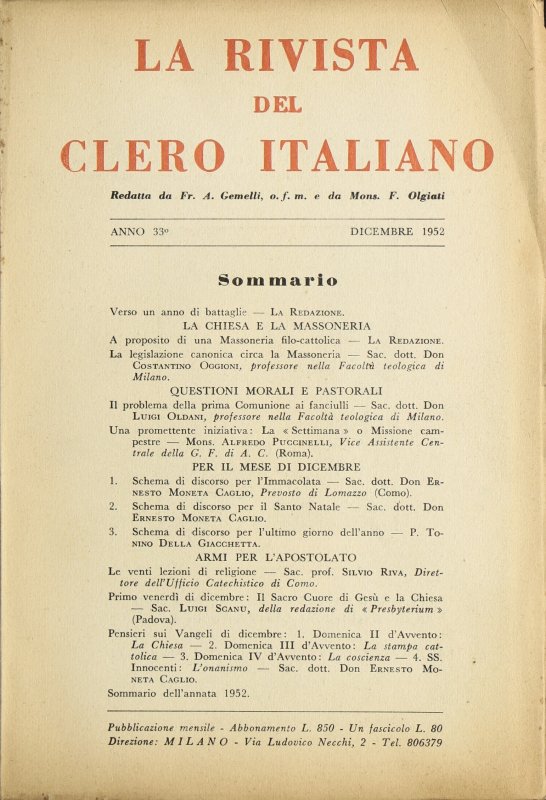 LA RIVISTA
DEL
CLERO ITALIANO
Redatta da Fr. A. Gemelli, o. f. m. e da Mons. F. Olgiati
ANNO 33º DICEMBRE 1952
Sommario
Verso un anno di battaglie — LA REDAZIONE.
LA CHIESA E LA MASSONERIA
A proposito di una Massoneria filo-cattolica — LA REDAZIONE.
La legislazione canonica circa la Massoneria — Sac. dott. Don
COSTANTINO OGGIONI, professore nella Facoltà teologica di
Milano.
QUESTIONI MORALI E PASTORALI
Il problema della prima Comunione ai fanciulli — Sac. dott. Don
LUIGI OLDANI, professore nella Facoltà teologica di Milano.
Una promettente iniziativa: La « Settimana » o Missione cam-
pestre — Mons. ALFREDO PUCCINELLI, Vice Assistente Cen-
trale della G. F. di A. C. (Roma).
PER IL MESE DI DICEMBRE
1. Schema di discorso per l'Immacolata — Sac. dott. Don ER-
NESTO MONETA CAGLIO, Prevosto di Lomazzo (Como).
2. Schema di discorso per il Santo Natale — Sac. dott. Don
ERNESTO MONETA CAGLIO.
3. Schema di discorso per l'ultimo giorno dell'anno — P. TO-
NINO DELLA GIACCHETTA.
ARMI PER L'APOSTOLATO
Le venti lezioni di religione — Sac. prof. SILVIO RIVA, Diret-
tore dell'Ufficio Catechistico di Como.
Primo venerdì di dicembre: Il Sacro Cuore di Gesù e la Chiesa
— Sac. LUIGI SCANU, della redazione di « Presbyterium »
(Padova).
Pensieri sui Vangeli di dicembre: 1. Domenica II d'Avvento:
La Chiesa — 2. Domenica III d'Avvento: La stampa cat-
tolica — 3. Domenica IV d'Avvento: La coscienza — 4. SS.
Innocenti: L'onanismo — Sac. dott. Don ERNESTO MO-
NETA CAGLIO.
Sommario dell'annata 1952.
Pubblicazione mensile - Abbonamento L. 850 - Un fascicolo L. 80
Direzione: MILANO - Via Ludovico Necchi, 2 - Tel. 806379